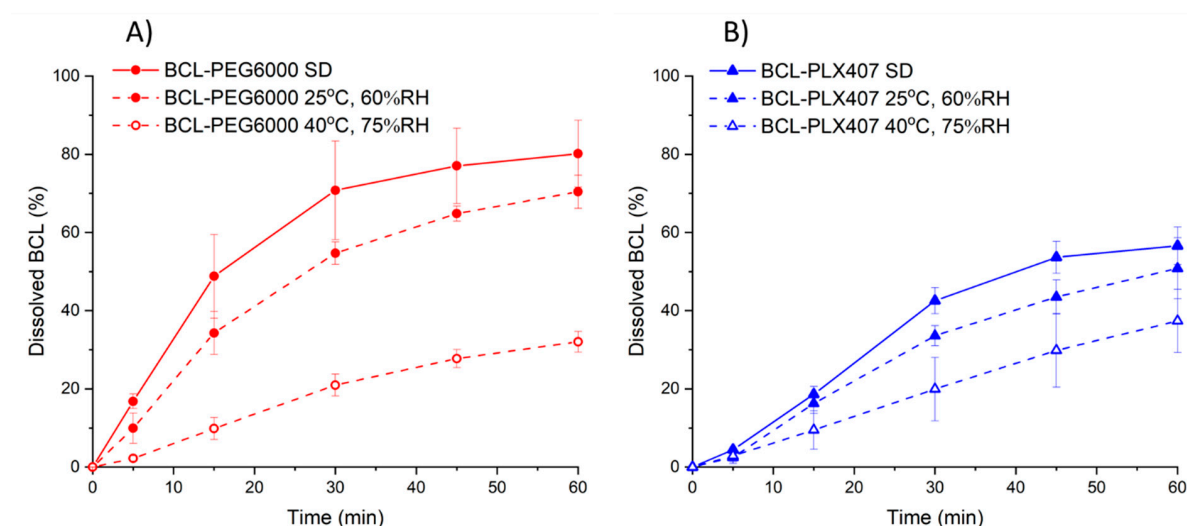 A)
BCL-PEG6000 SD
BCL-PEG6000 25°C, 60%RH
BCL-PEG6000 40°C, 75%RH
100
80
60
40
20
0
Dissolved BCL (%)
0 10 20 30 40 50 60
Time (min)
B)
BCL-PLX407 SD
BCL-PLX407 25°C, 60%RH
BCL-PLX407 40°C, 75%RH
100
80
60
40
20
0
Dissolved BCL (%)
0 10 20 30 40 50 60
Time (min)